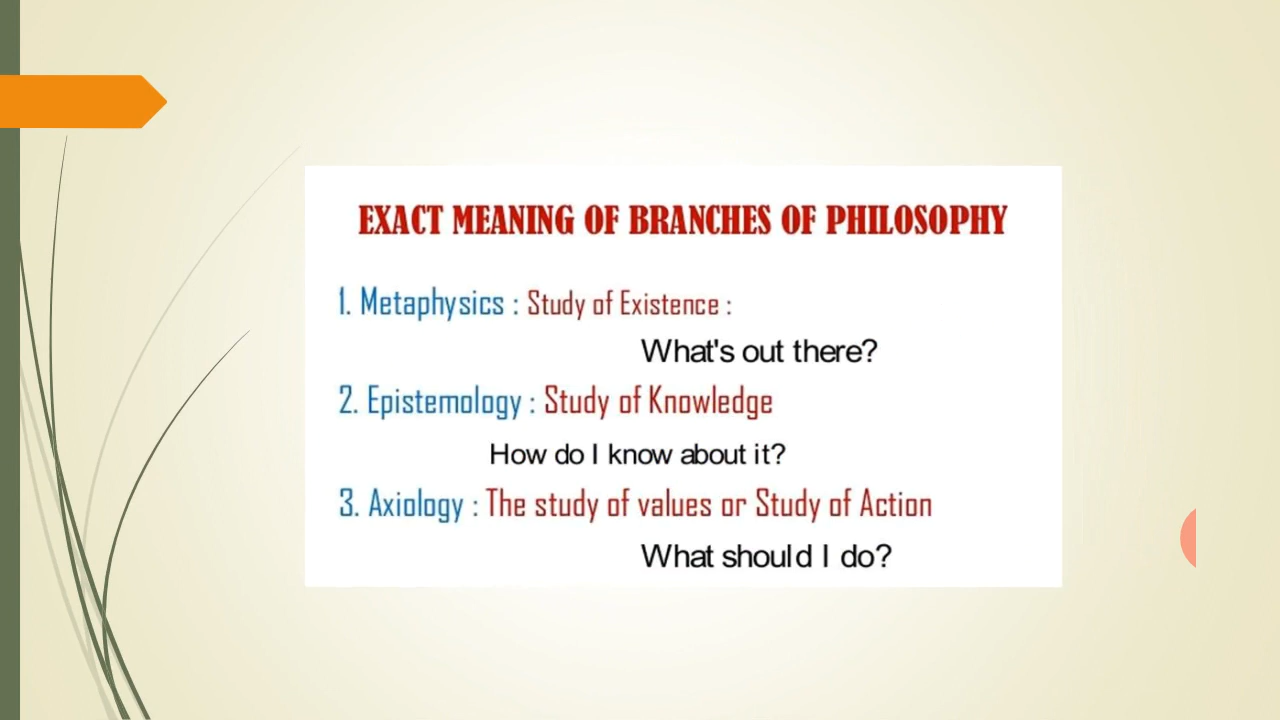 EXACT MEANING OF BRANCHES OF PHILOSOPHY
1. Metaphysics : Study of Existence :
What's out there?
2. Epistemology : Study of Knowledge
How do I know about it?
3. Axiology : The study of values or Study of Action
What should I do?